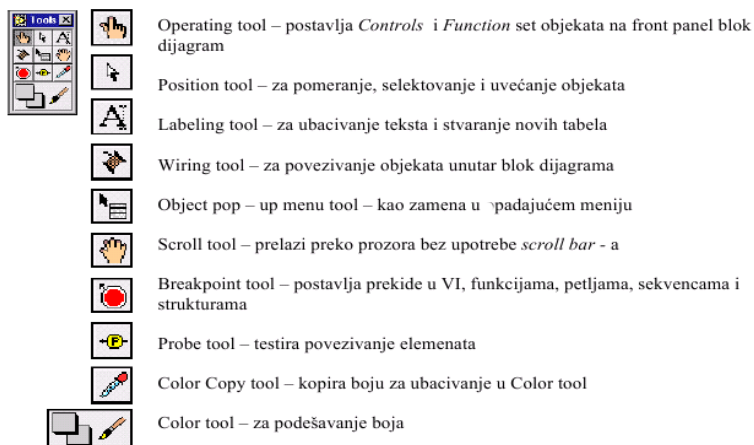 Tools
Operating tool – postavlja Controls i Function set objekata na front panel blok
dijagram
Position tool – za pomeranje, selektovanje i uvećanje objekata
A
Labeling tool – za ubacivanje teksta i stvaranje novih tabela
Wiring tool – za povezivanje objekata unutar blok dijagrama
Object pop – up menu tool – kao zamena u padajućem meniju
Scroll tool – prelazi preko prozora bez upotrebe scroll bar - a
Breakpoint tool – postavlja prekide u VI, funkcijama, petljama, sekvencama i
strukturama
P
Probe tool – testira povezivanje elemenata
Color Copy tool – kopira boju za ubacivanje u Color tool
Color tool – za podešavanje boja